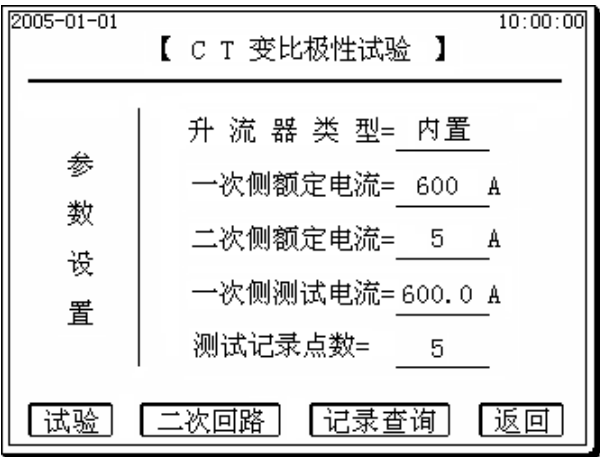 2005-01-01 10:00:00
【 C T 变比极性试验 】
参数设置
升 流 器 类 型= 内置
一次侧额定电流= 600 A
二次侧额定电流= 5 A
一次侧测试电流= 600.0 A
测试记录点数= 5
试验 二次回路 记录查询 返回